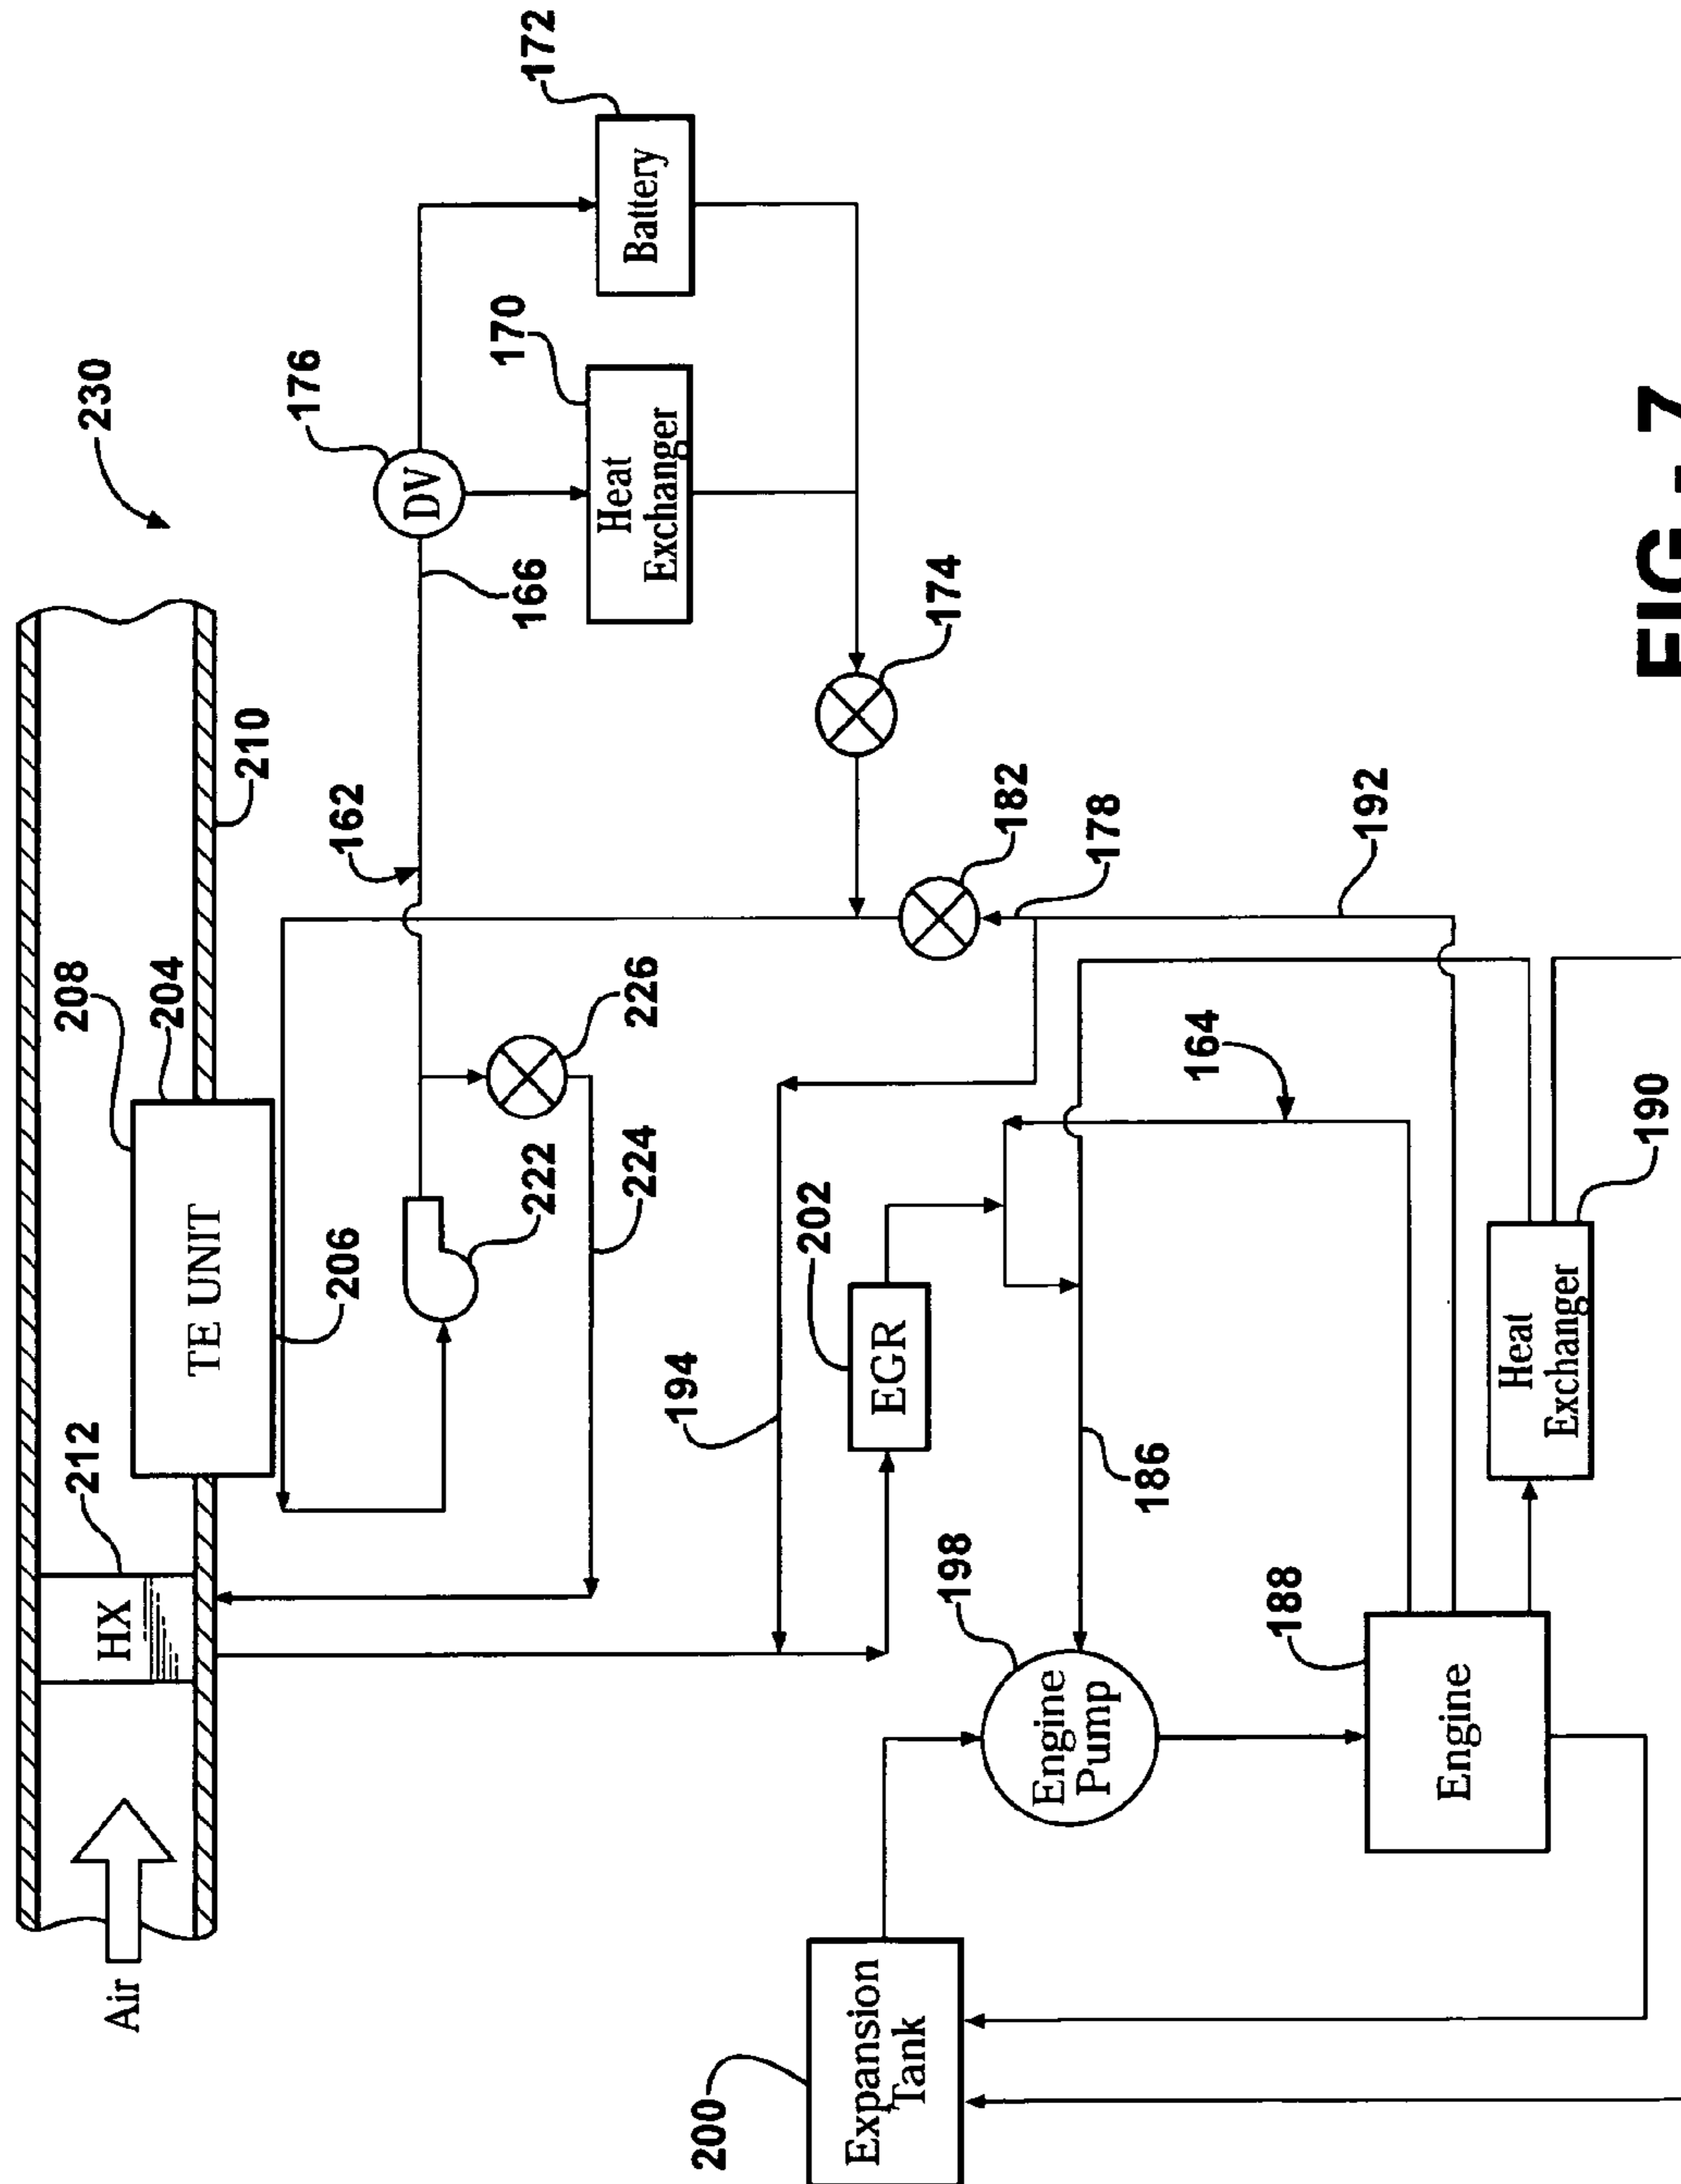 230
Air
HX
212
TE UNIT
208
204
206
210
162
176
DV
166
170
Heat
Exchanger
172
Battery
174
182
178
192
226
222
224
194
202
EGR
164
186
198
Engine
Pump
200
Expansion
Tank
188
Engine
190
Heat
Exchanger
FIG - 7